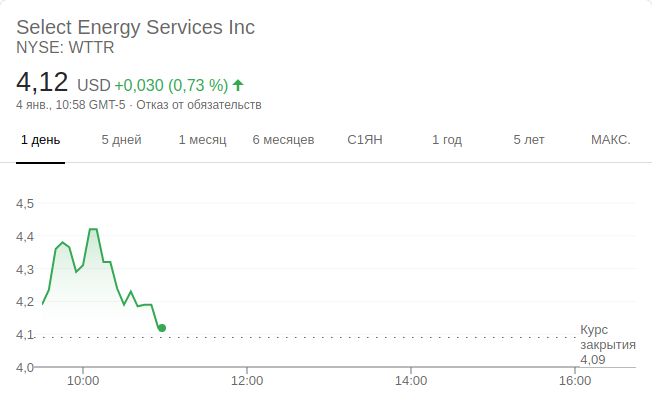 Select Energy Services Inc
NYSE: WTTR
4,12 USD +0,030 (0,73 %)
4 янв., 10:58 GMT-5 · Отказ от обязательств
1 день 5 дней 1 месяц 6 месяцев С1ЯН 1 год 5 лет МАКС.
4,5
4,4
4,3
4,2
4,1
Курс
закрытия
4,09
4,0
10:00 12:00 14:00 16:00